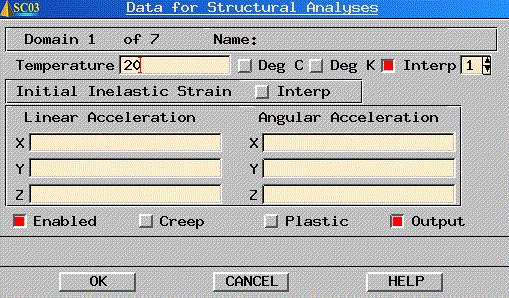 SC03 Data for Structural Analyses
Domain 1 of 7 Name:
Temperature 20 Deg C Deg K Interp 1
Initial Inelastic Strain Interp
Linear Acceleration Angular Acceleration
X X
Y Y
Z Z
Enabled Creep Plastic Output
OK CANCEL HELP